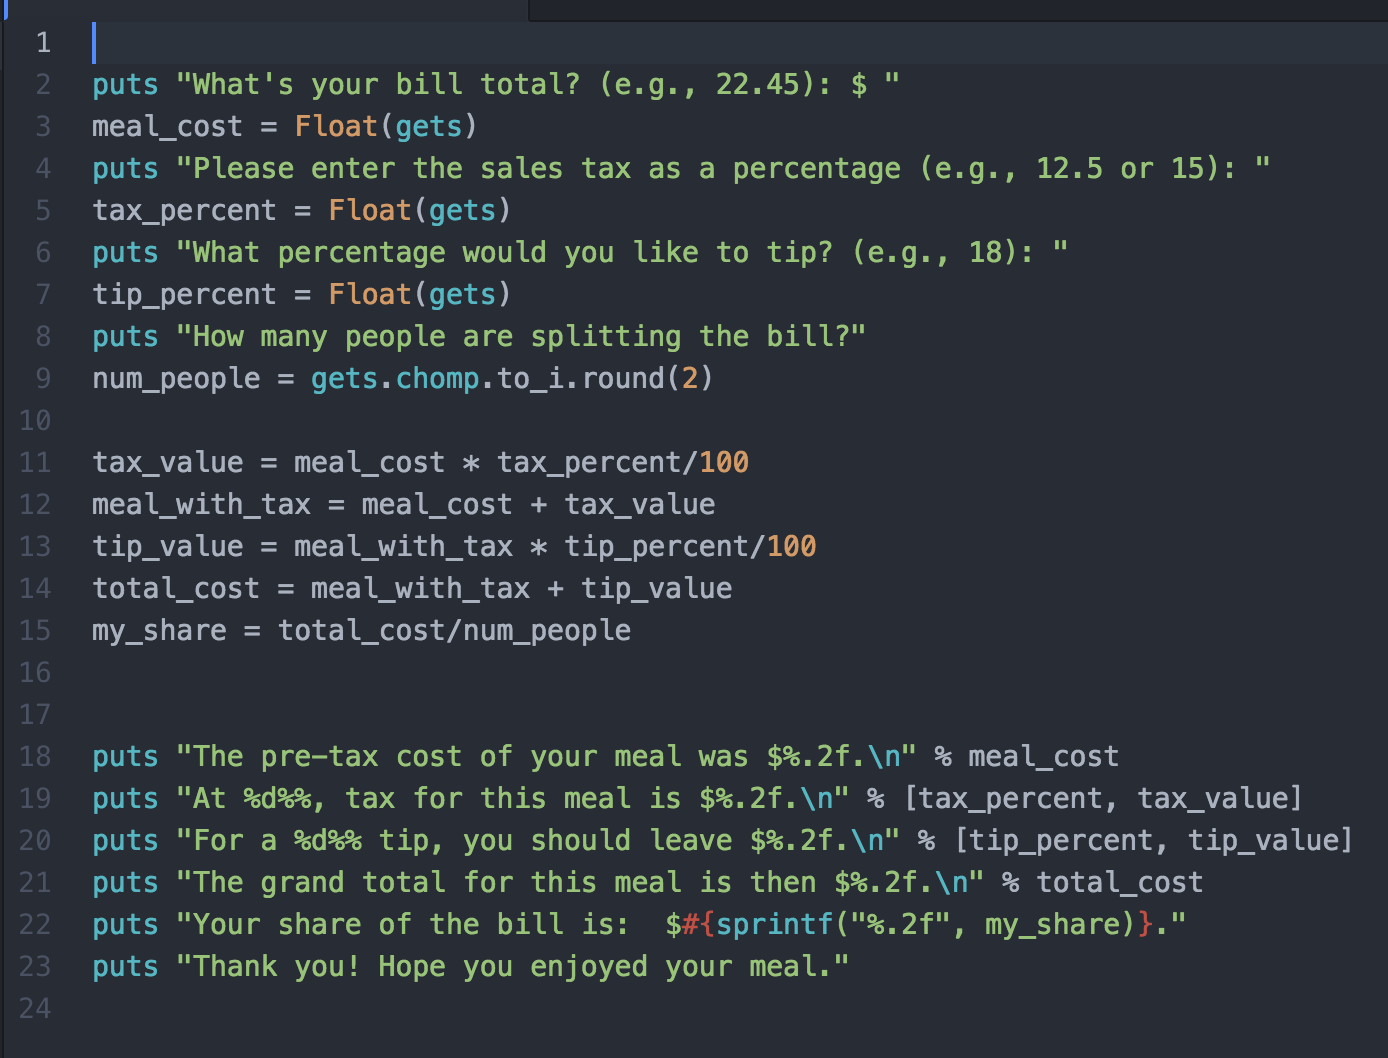 1
2 puts "What's your bill total? (e.g., 22.45): $ "
3 meal_cost = Float(gets)
4 puts "Please enter the sales tax as a percentage (e.g., 12.5 or 15): "
5 tax_percent = Float(gets)
6 puts "What percentage would you like to tip? (e.g., 18): "
7 tip_percent = Float(gets)
8 puts "How many people are splitting the bill?"
9 num_people = gets.chomp.to_i.round(2)
10
11 tax_value = meal_cost * tax_percent/100
12 meal_with_tax = meal_cost + tax_value
13 tip_value = meal_with_tax * tip_percent/100
14 total_cost = meal_with_tax + tip_value
15 my_share = total_cost/num_people
16
17
18 puts "The pre-tax cost of your meal was $%.2f.\n" % meal_cost
19 puts "At %d%%, tax for this meal is $%.2f.\n" % [tax_percent, tax_value]
20 puts "For a %d%% tip, you should leave $%.2f.\n" % [tip_percent, tip_value]
21 puts "The grand total for this meal is then $%.2f.\n" % total_cost
22 puts "Your share of the bill is:  $#{sprintf("%.2f", my_share)}."
23 puts "Thank you! Hope you enjoyed your meal."
24